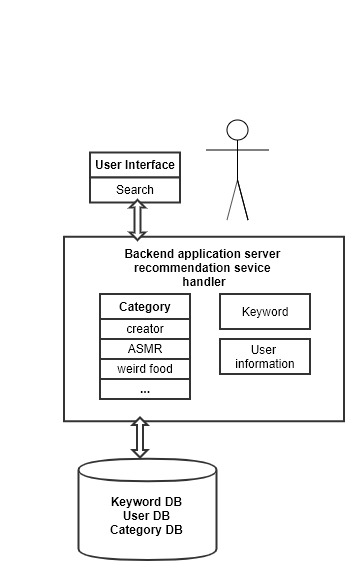 User Interface
Search
Backend application server
recommendation sevice
handler
Category
creator
ASMR
weird food
...
Keyword
User
information
Keyword DB
User DB
Category DB